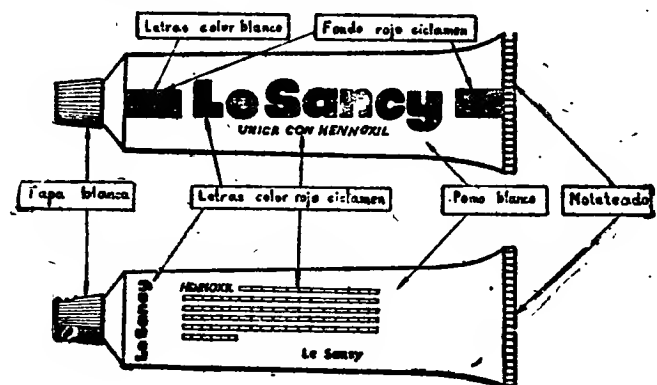 Letras color blanco
Fondo rojo ciclamen
Le Sancy
UNICA CON HENNOXIL
Tapa blanca
Letras color rojo ciclamen
Pomo blanco
Moleteado
Le Sancy
HENNOXIL
Le Sancy